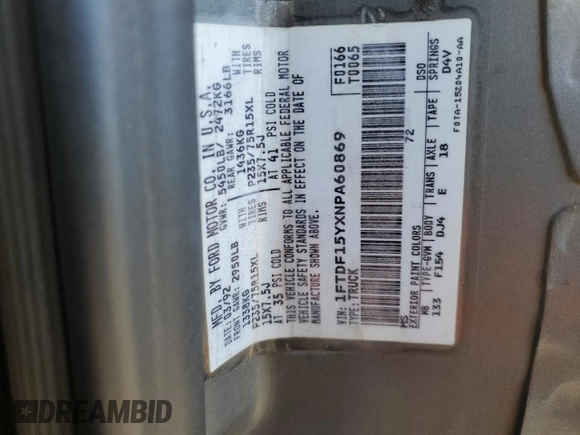 MFD. BY FORD MOTOR CO. IN U.S.A.
DATE: 03/92 GVWR: 5450LB/ 2472KG
FRONT GAWR: 2950LB REAR GAWR: 3166LB
1338KG 1436KG WITH
P235/75R15XL TIRES P235/75R15XL TIRES
15X7.5J RIMS 15X7.5J RIMS
AT 35 PSI COLD AT 41 PSI COLD
THIS VEHICLE CONFORMS TO ALL APPLICABLE FEDERAL MOTOR
VEHICLE SAFETY STANDARDS IN EFFECT ON THE DATE OF
MANUFACTURE SHOWN ABOVE.
VIN: 1FTDF15YXNPA60869 F0166
TYPE: TRUCK T0065
MS 72
EXTERIOR PAINT COLORS DSO
WB TYPE-GVM BODY TRANS AXLE TAPE SPRINGS
133 F154 DJ4 E 18 D4V
F0TA-15204A10-AA
DREAMBID